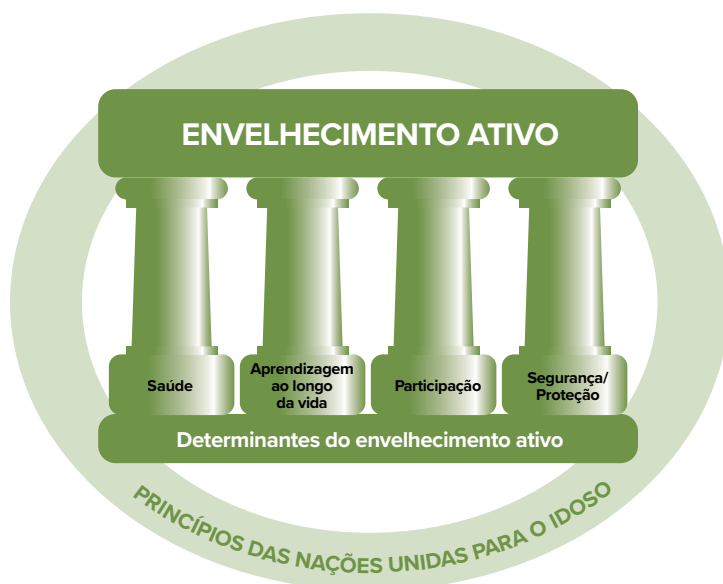 ENVELHECIMENTO ATIVO
Saúde
Aprendizagem
ao longo
da vida
Participação
Segurança/
Proteção
Determinantes do envelhecimento ativo
PRINCÍPIOS DAS NAÇÕES UNIDAS PARA O IDOSO